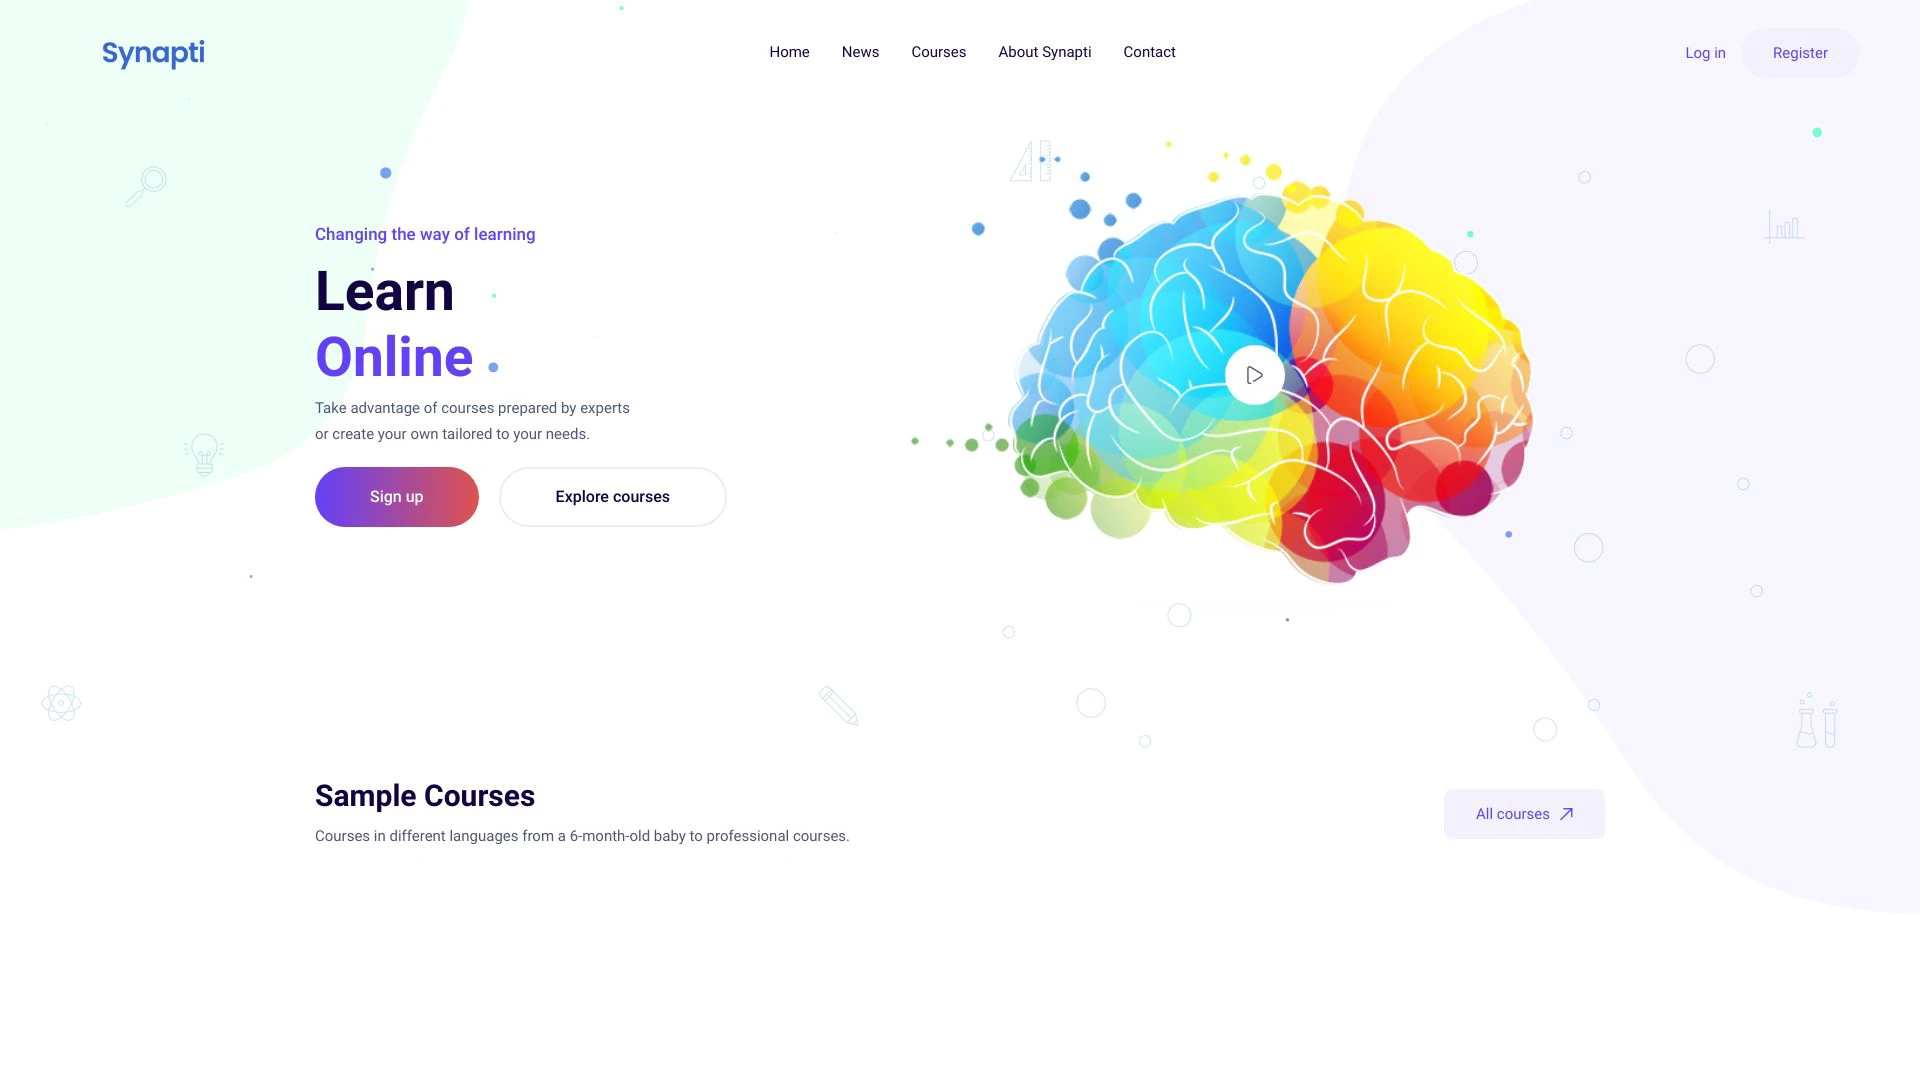 Synapti
Home News Courses About Synapti Contact
Log in Register
Changing the way of learning
Learn
Online
Take advantage of courses prepared by experts
or create your own tailored to your needs.
Sign up Explore courses
Sample Courses
All courses
Courses in different languages from a 6-month-old baby to professional courses.